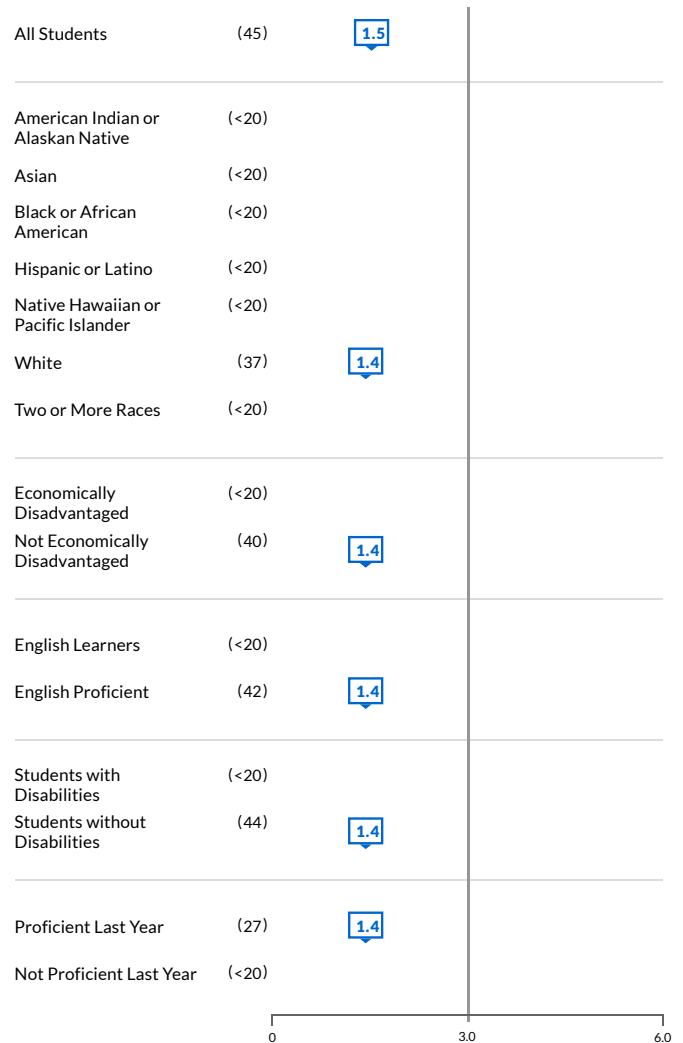 All Students (45) 1.5
American Indian or (<20)
Alaskan Native
Asian (<20)
Black or African (<20)
American
Hispanic or Latino (<20)
Native Hawaiian or (<20)
Pacific Islander
White (37) 1.4
Two or More Races (<20)
Economically (<20)
Disadvantaged
Not Economically (40) 1.4
Disadvantaged
English Learners (<20)
English Proficient (42) 1.4
Students with (<20)
Disabilities
Students without (44) 1.4
Disabilities
Proficient Last Year (27) 1.4
Not Proficient Last Year (<20)
0 3.0 6.0